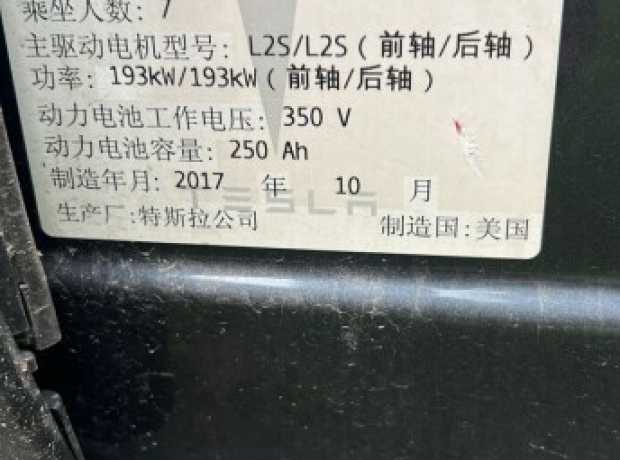 乘坐人数: 7
主驱动电机型号: L2S/L2S(前轴/后轴)
功率: 193kW/193kW(前轴/后轴)
动力电池工作电压: 350 V
动力电池容量: 250 Ah
制造年月: 2017 年 10 月
TESLA
生产厂:特斯拉公司 制造国:美国